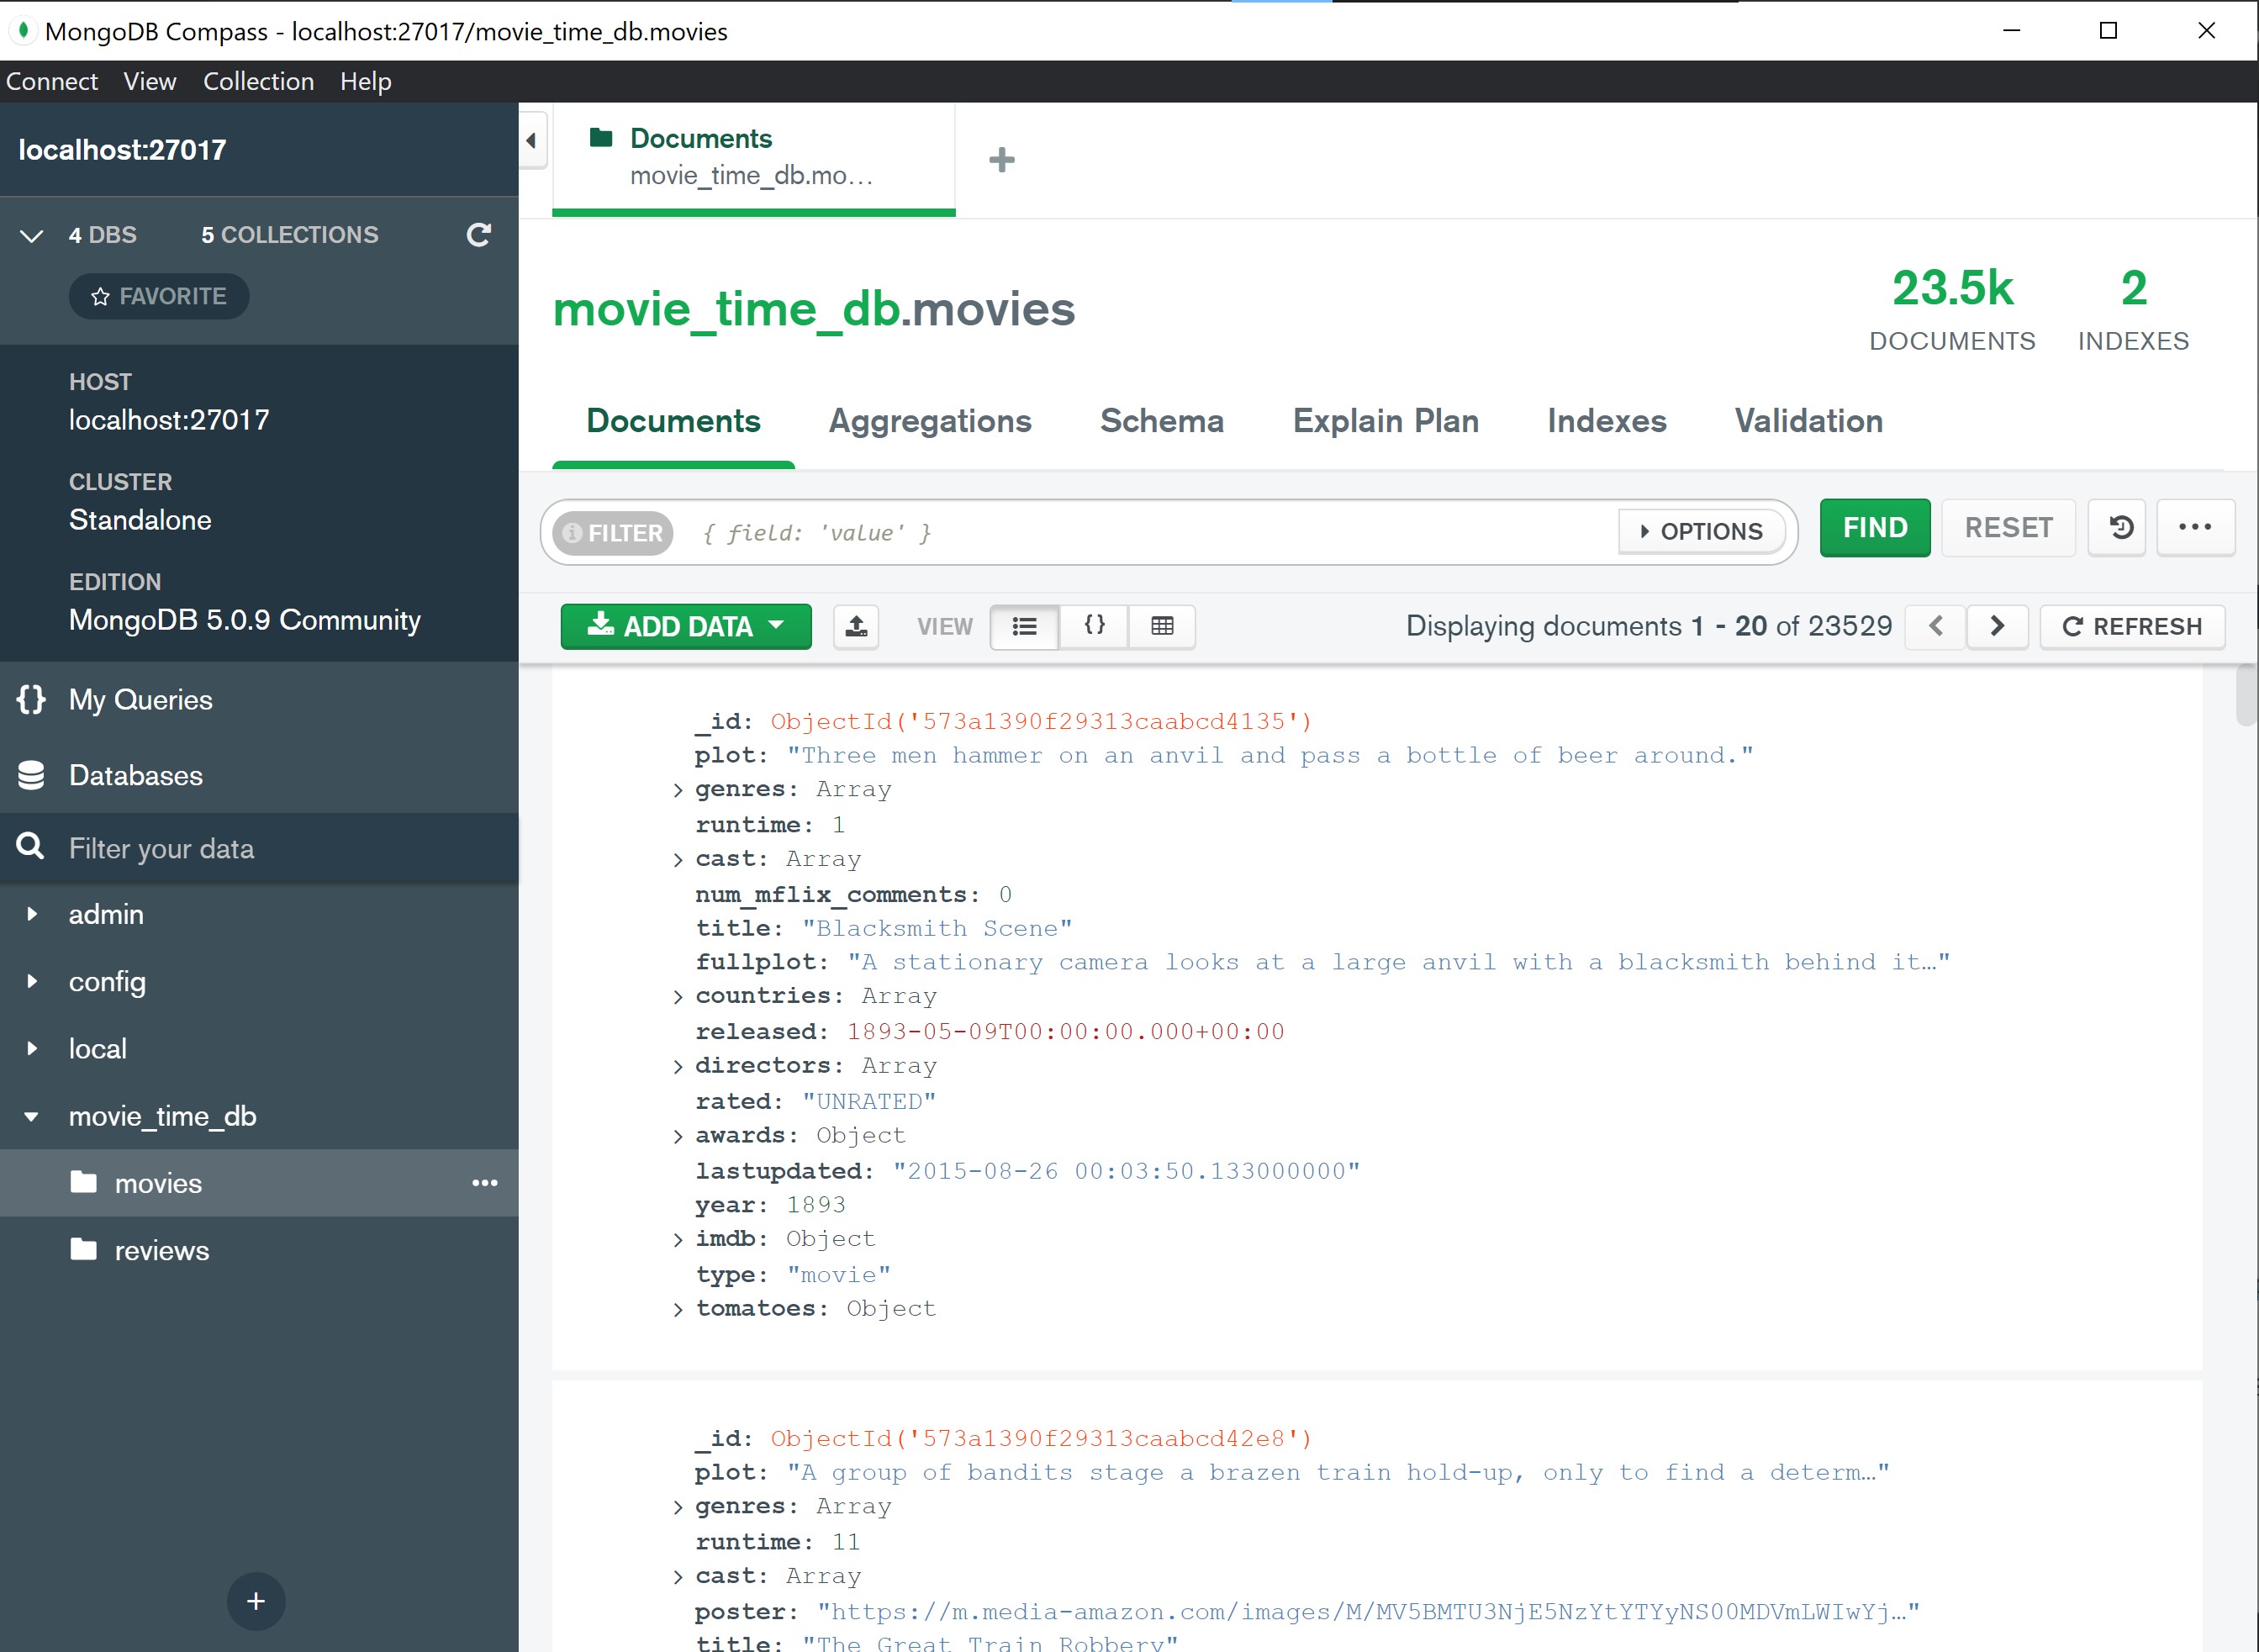 MongoDB Compass - localhost:27017/movie_time_db.movies
Connect View Collection Help
localhost:27017
4 DBS 5 COLLECTIONS
FAVORITE
HOST
localhost:27017
CLUSTER
Standalone
EDITION
MongoDB 5.0.9 Community
{} My Queries
Databases
Filter your data
admin
config
local
movie_time_db
movies
reviews
Documents
movie_time_db.mo...
movie_time_db.movies
23.5k
DOCUMENTS
2
INDEXES
Documents Aggregations Schema Explain Plan Indexes Validation
FILTER { field: 'value' } OPTIONS FIND RESET
ADD DATA VIEW {} Displaying documents 1 - 20 of 23529 REFRESH
_id: ObjectId('573a1390f29313caabcd4135')
plot: "Three men hammer on an anvil and pass a bottle of beer around."
genres: Array
runtime: 1
cast: Array
num_mflix_comments: 0
title: "Blacksmith Scene"
fullplot: "A stationary camera looks at a large anvil with a blacksmith behind it…"
countries: Array
released: 1893-05-09T00:00:00.000+00:00
directors: Array
rated: "UNRATED"
awards: Object
lastupdated: "2015-08-26 00:03:50.133000000"
year: 1893
imdb: Object
type: "movie"
tomatoes: Object
_id: ObjectId('573a1390f29313caabcd42e8')
plot: "A group of bandits stage a brazen train hold-up, only to find a determ…"
genres: Array
runtime: 11
cast: Array
poster: "https://m.media-amazon.com/images/M/MV5BMTU3NjE5NzYtYTYyNS00MDVmLWIwYj…"
title: "The Great Train Robbery"